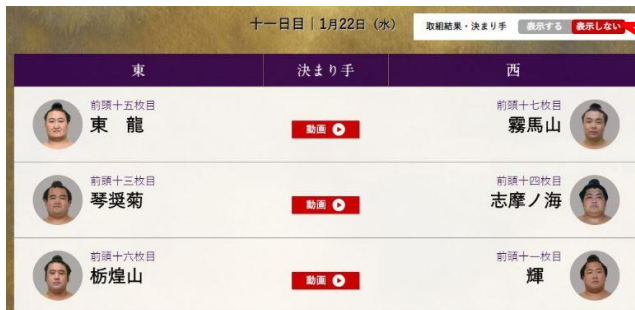 十一日目｜1月22日（水）
取組結果・決まり手 表示する 表示しない
東 決まり手 西
前頭十五枚目
東　龍
動画
前頭十七枚目
霧馬山
前頭十三枚目
琴奨菊
動画
前頭十四枚目
志摩ノ海
前頭十六枚目
栃煌山
動画
前頭十一枚目
輝